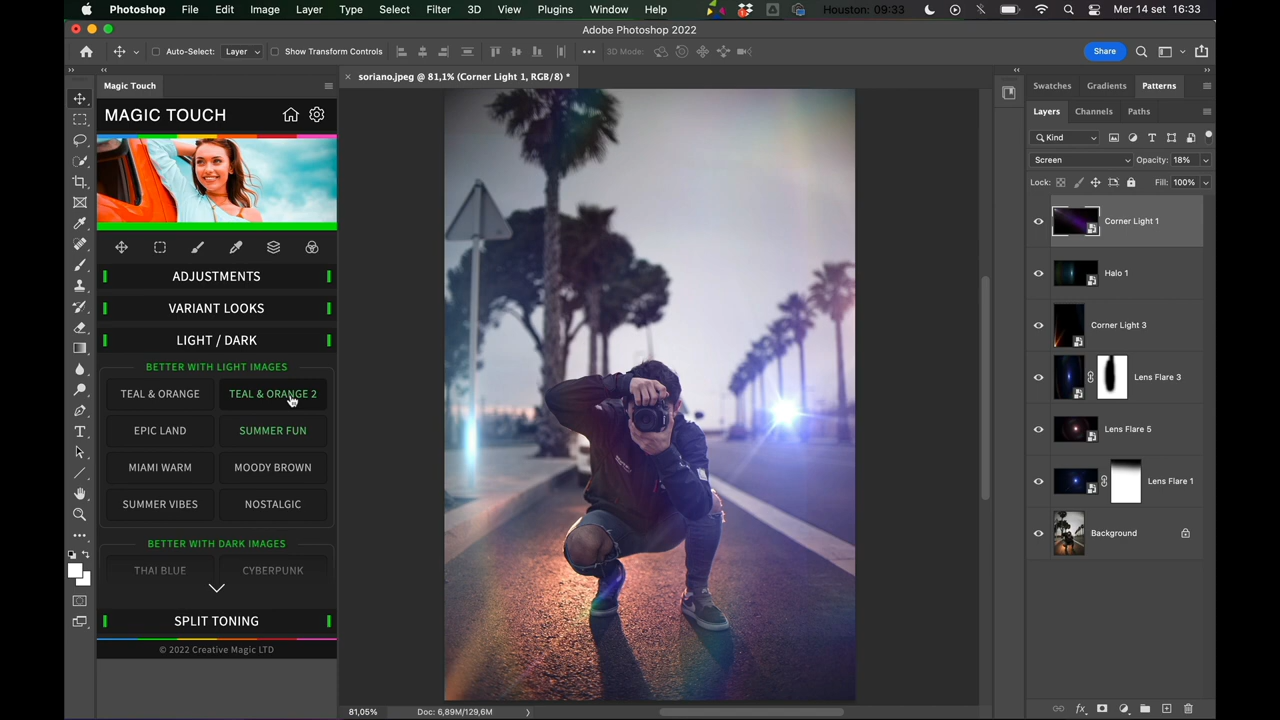 Photoshop File Edit Image Layer Type Select Filter 3D View Plugins Window Help Houston: 09:33 Mer 14 set 16:33
Adobe Photoshop 2022
Auto-Select: Layer Show Transform Controls 3D Mode: Share
Magic Touch
soriano.jpeg @ 81,1% (Corner Light 1, RGB/8) *
Swatches Gradients Patterns
MAGIC TOUCH
Layers Channels Paths
Kind
Screen Opacity: 18%
Lock: Fill: 100%
ADJUSTMENTS
VARIANT LOOKS
LIGHT / DARK
BETTER WITH LIGHT IMAGES
TEAL & ORANGE TEAL & ORANGE 2
EPIC LAND SUMMER FUN
MIAMI WARM MOODY BROWN
SUMMER VIBES NOSTALGIC
BETTER WITH DARK IMAGES
THAI BLUE CYBERPUNK
SPLIT TONING
© 2022 Creative Magic LTD
Corner Light 1
Halo 1
Corner Light 3
Lens Flare 3
Lens Flare 5
Lens Flare 1
Background
81,05% Doc: 6,89M/129,6M